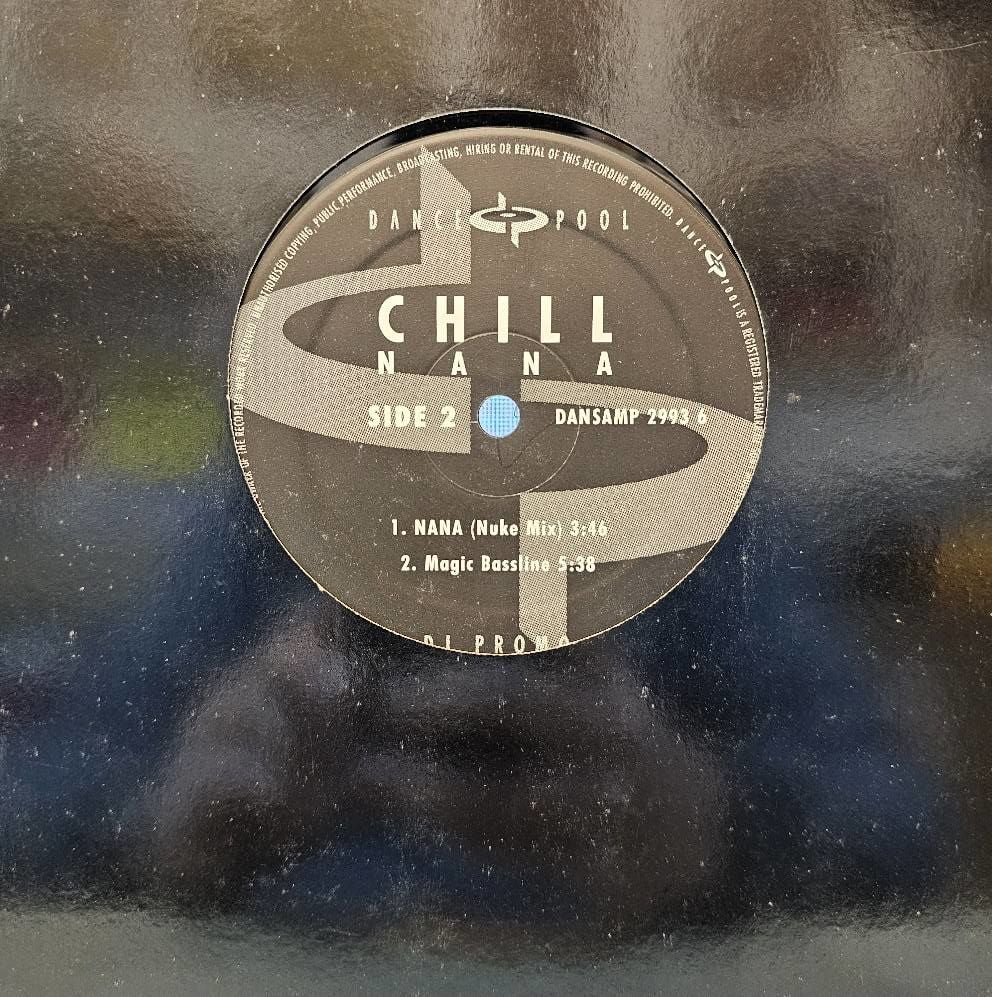 UNAUTHORISED COPYING, PUBLIC PERFORMANCE, BROADCASTING, HIRING OR RENTAL OF THIS RECORDING PROHIBITED. DANCE POOL IS A REGISTERED TRADEMARK
DANCE POOL
CHILL
NANA
SIDE 2
DANSAMP 2993 6
1. NANA (Nuke Mix) 3:46
2. Magic Bassline 5:38
DJ PROMO